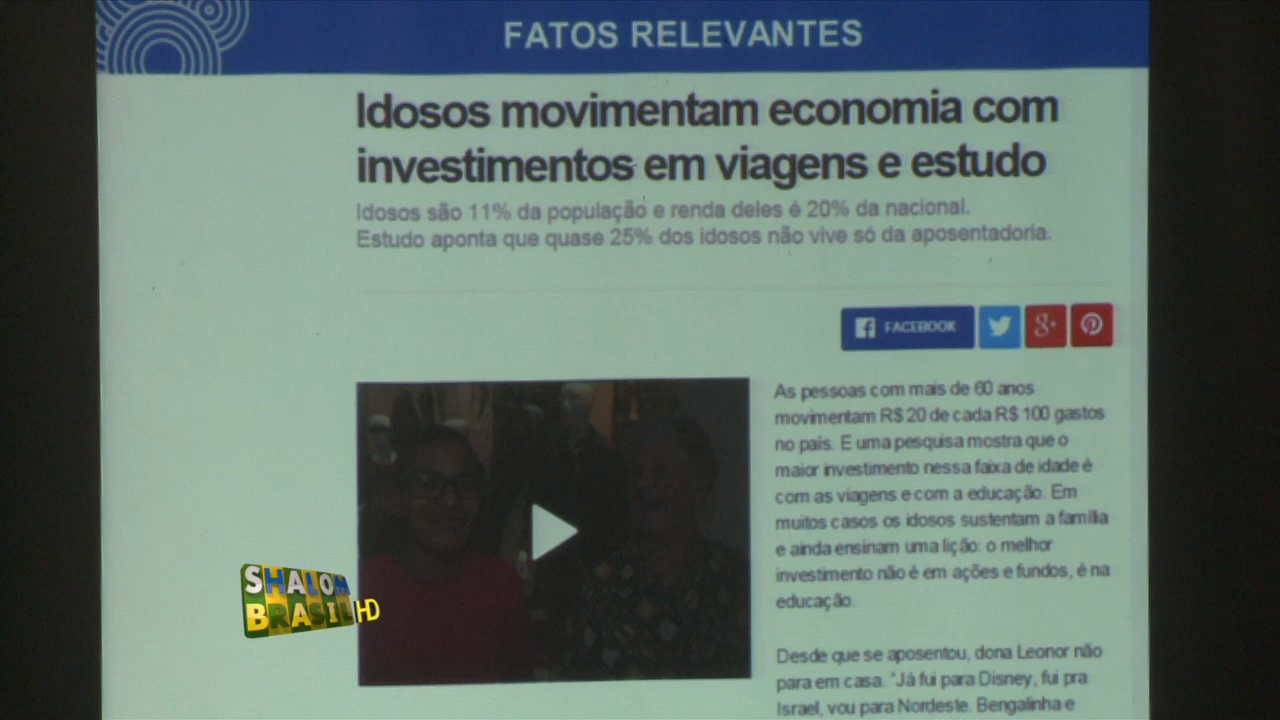 FATOS RELEVANTES
Idosos movimentam economia com
investimentos em viagens e estudo
Idosos são 11% da população e renda deles é 20% da nacional.
Estudo aponta que quase 25% dos idosos não vive só da aposentadoria.
FACEBOOK
As pessoas com mais de 60 anos
movimentam R$ 20 de cada R$ 100 gastos
no país. E uma pesquisa mostra que o
maior investimento nessa faixa de idade é
com as viagens e com a educação. Em
muitos casos os idosos sustentam a família
e ainda ensinam uma lição: o melhor
investimento não é em ações e fundos, é na
educação.
Desde que se aposentou, dona Leonor não
para em casa. "Já fui para Disney, fui pra
Israel, vou para Nordeste. Bengalinha e
SHALOM
BRASIL HD